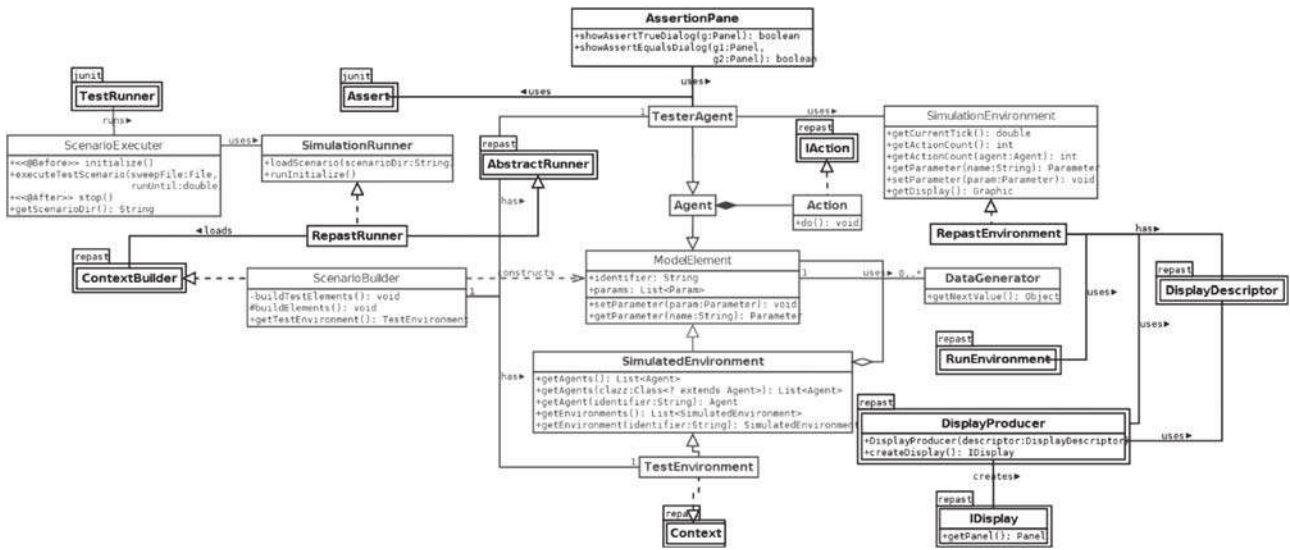 AssertionPane
+showAssertTrueDialog(g:Panel): boolean
+showAssertEqualsDialog(g1:Panel,
g2:Panel): boolean
uses
junit
TestRunner
runs▶
junit
Assert
◀uses
1
TesterAgent
uses▶
SimulationEnvironment
+getCurrentTick(): double
+getActionCount(): int
+getActionCount(agent:Agent): int
+getParameter(name:String): Parameter
+setParameter(param:Parameter): void
+getDisplay(): Graphic
ScenarioExecuter
+<<@Before>> initialize()
+executeTestScenario(sweepFile:File,
runUntil:double
+<<@After>> stop()
+getScenarioDir(): String
uses▶
SimulationRunner
+loadScenario(scenarioDir:String,
+runInitialize()
repast
AbstractRunner
has▶
repast
IAction
Agent
Action
+do(): void
RepastRunner
◀loads
RepastEnvironment
has▶
repast
ContextBuilder
ScenarioBuilder
-buildTestElements(): void
#buildElements(): void
+getTestEnvironment(): TestEnvironment
constructs
1
ModelElement
+identifier: String
+params: List<Param>
+setParameter(param:Parameter): void
+getParameter(name:String): Parameter
uses▶
0..*
DataGenerator
+getNextValue(): Object
repast
DisplayDescriptor
uses▶
uses▶
repast
RunEnvironment
has▶
SimulatedEnvironment
+getAgents(): List<Agent>
+getAgents(clazz:Class<? extends Agent>): List<Agent>
+getAgent(identifier:String): Agent
+getEnvironments(): List<SimulatedEnvironment>
+getEnvironment(identifier:String): SimulatedEnvironment
repast
DisplayProducer
+DisplayProducer(descriptor:DisplayDescriptor)
+createDisplay(): IDisplay
uses▶
1
TestEnvironment
creates▶
repast
Context
repast
IDisplay
+getPanel(): Panel